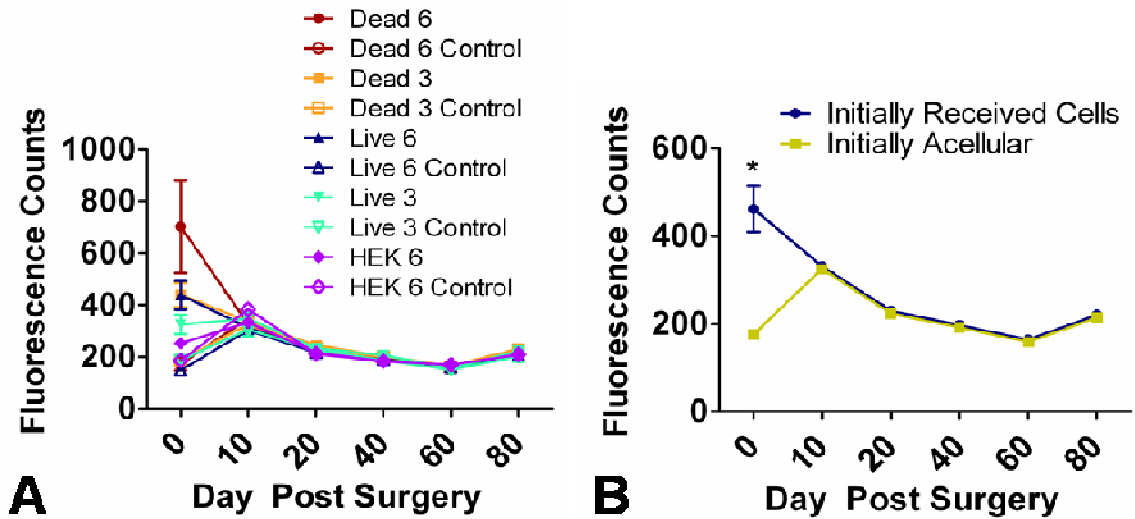 Dead 6
Dead 6 Control
Dead 3
Dead 3 Control
Live 6
Live 6 Control
Live 3
Live 3 Control
HEK 6
HEK 6 Control
Fluorescence Counts
1000
800
600
400
200
0
0 10 20 40 60 80
Day Post Surgery
A
Initially Received Cells
Initially Acellular
Fluorescence Counts
600
400
200
0
*
0 10 20 40 60 80
Day Post Surgery
B